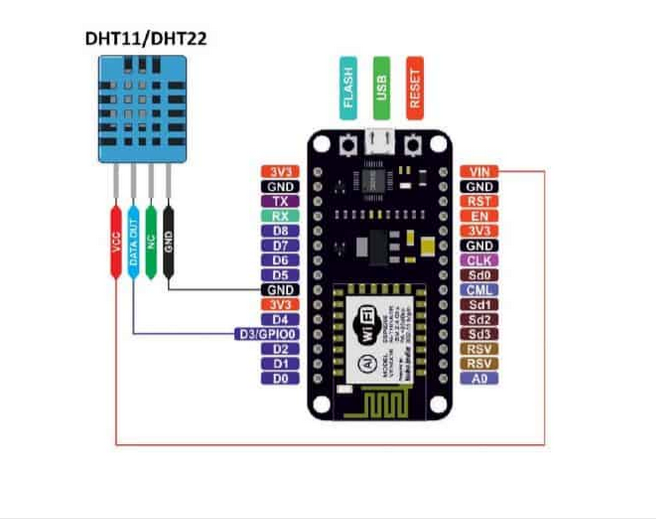 DHT11/DHT22
FLASH
USB
RESET
VCC
DATA OUT
NC
GND
3V3
GND
TX
RX
D8
D7
D6
D5
GND
3V3
D4
D3/GPIO0
D2
D1
D0
VIN
GND
RST
EN
3V3
GND
CLK
Sd0
CML
Sd1
Sd2
Sd3
RSV
RSV
A0
WiFi
Ai
MODEL
VENDOR